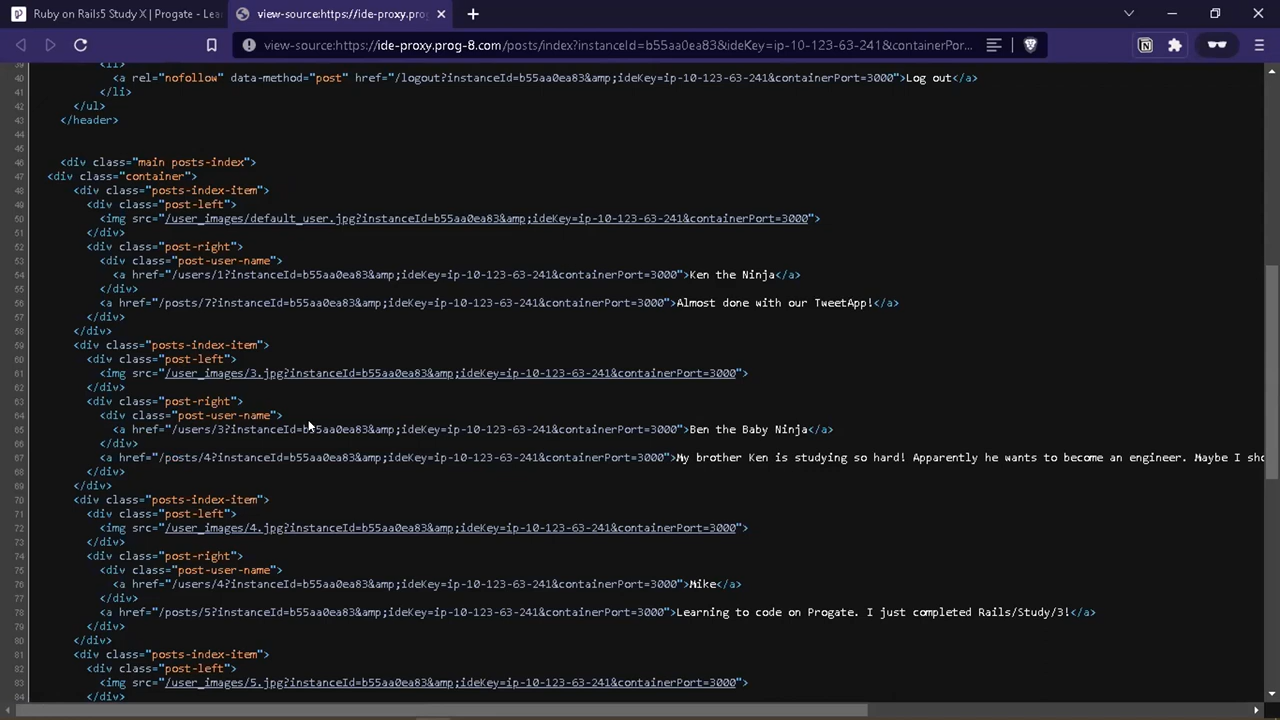 Ruby on Rails5 Study X | Progate - Lea
view-source:https://ide-proxy.prog
view-source:https://ide-proxy.prog-8.com/posts/index?instanceId=b55aa0ea83&ideKey=ip-10-123-63-241&containerPor...
39 <li>
40 <a rel="nofollow" data-method="post" href="/logout?instanceId=b55aa0ea83&amp;ideKey=ip-10-123-63-241&containerPort=3000">Log out</a>
41 </li>
42 </ul>
43 </header>
44
45
46 <div class="main posts-index">
47 <div class="container">
48 <div class="posts-index-item">
49 <div class="post-left">
50 <img src="/user_images/default_user.jpg?instanceId=b55aa0ea83&amp;ideKey=ip-10-123-63-241&containerPort=3000">
51 </div>
52 <div class="post-right">
53 <div class="post-user-name">
54 <a href="/users/1?instanceId=b55aa0ea83&amp;ideKey=ip-10-123-63-241&containerPort=3000">Ken the Ninja</a>
55 </div>
56 <a href="/posts/7?instanceId=b55aa0ea83&amp;ideKey=ip-10-123-63-241&containerPort=3000">Almost done with our TweetApp!</a>
57 </div>
58 </div>
59 <div class="posts-index-item">
60 <div class="post-left">
61 <img src="/user_images/3.jpg?instanceId=b55aa0ea83&amp;ideKey=ip-10-123-63-241&containerPort=3000">
62 </div>
63 <div class="post-right">
64 <div class="post-user-name">
65 <a href="/users/3?instanceId=b55aa0ea83&amp;ideKey=ip-10-123-63-241&containerPort=3000">Ben the Baby Ninja</a>
66 </div>
67 <a href="/posts/4?instanceId=b55aa0ea83&amp;ideKey=ip-10-123-63-241&containerPort=3000">My brother Ken is studying so hard! Apparently he wants to become an engineer. Maybe I sho
68 </div>
69 </div>
70 <div class="posts-index-item">
71 <div class="post-left">
72 <img src="/user_images/4.jpg?instanceId=b55aa0ea83&amp;ideKey=ip-10-123-63-241&containerPort=3000">
73 </div>
74 <div class="post-right">
75 <div class="post-user-name">
76 <a href="/users/4?instanceId=b55aa0ea83&amp;ideKey=ip-10-123-63-241&containerPort=3000">Mike</a>
77 </div>
78 <a href="/posts/5?instanceId=b55aa0ea83&amp;ideKey=ip-10-123-63-241&containerPort=3000">Learning to code on Progate. I just completed Rails/Study/3!</a>
79 </div>
80 </div>
81 <div class="posts-index-item">
82 <div class="post-left">
83 <img src="/user_images/5.jpg?instanceId=b55aa0ea83&amp;ideKey=ip-10-123-63-241&containerPort=3000">
84 </div>